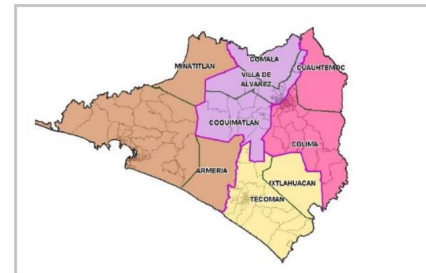 MINATITLAN
COMALA
VILLA DE
ALVAREZ
CUAUHTEMOC
COQUIMATLAN
COLIMA
ARMERIA
IXTLAHUACAN
TECOMAN